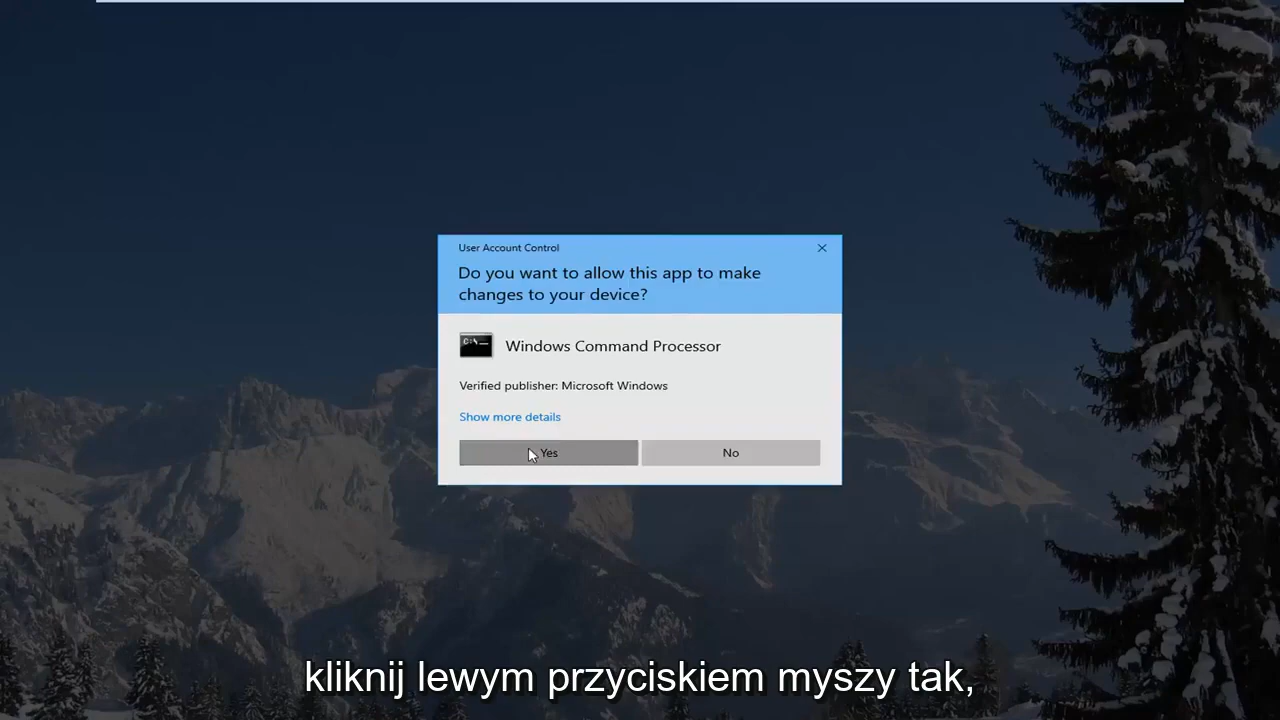 User Account Control
Do you want to allow this app to make
changes to your device?
C:\
Windows Command Processor
Verified publisher: Microsoft Windows
Show more details
Yes
No
kliknij lewym przyciskiem myszy tak,